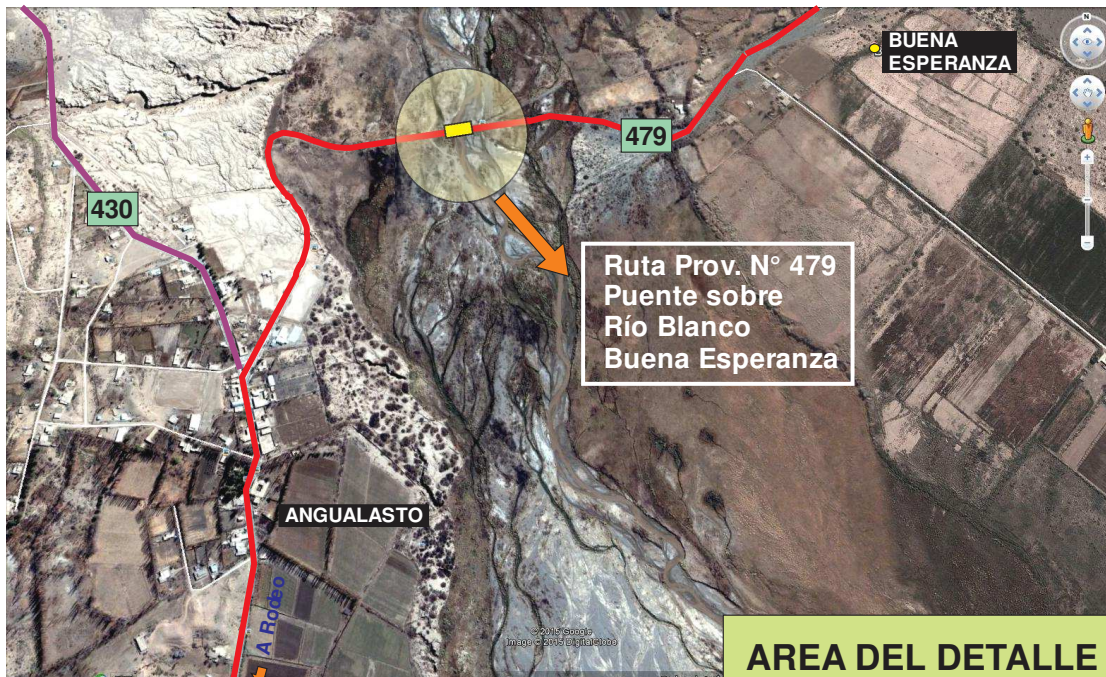 N
BUENA
ESPERANZA
479
430
Ruta Prov. N° 479
Puente sobre
Río Blanco
Buena Esperanza
ANGUALASTO
A Rodeo
© 2015 Google
Image © 2015 DigitalGlobe
AREA DEL DETALLE